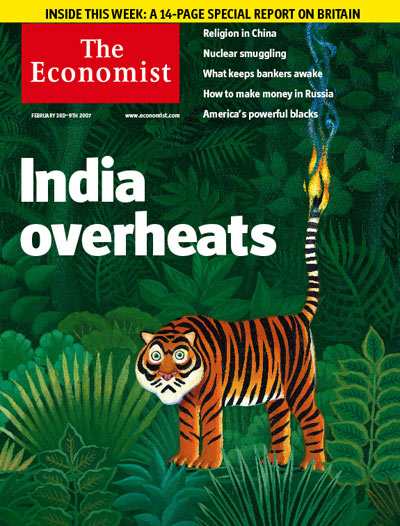 INSIDE THIS WEEK: A 14-PAGE SPECIAL REPORT ON BRITAIN
The
Economist
FEBRUARY 3RD-9TH 2007 www.economist.com
Religion in China
Nuclear smuggling
What keeps bankers awake
How to make money in Russia
America's powerful blacks
India
overheats